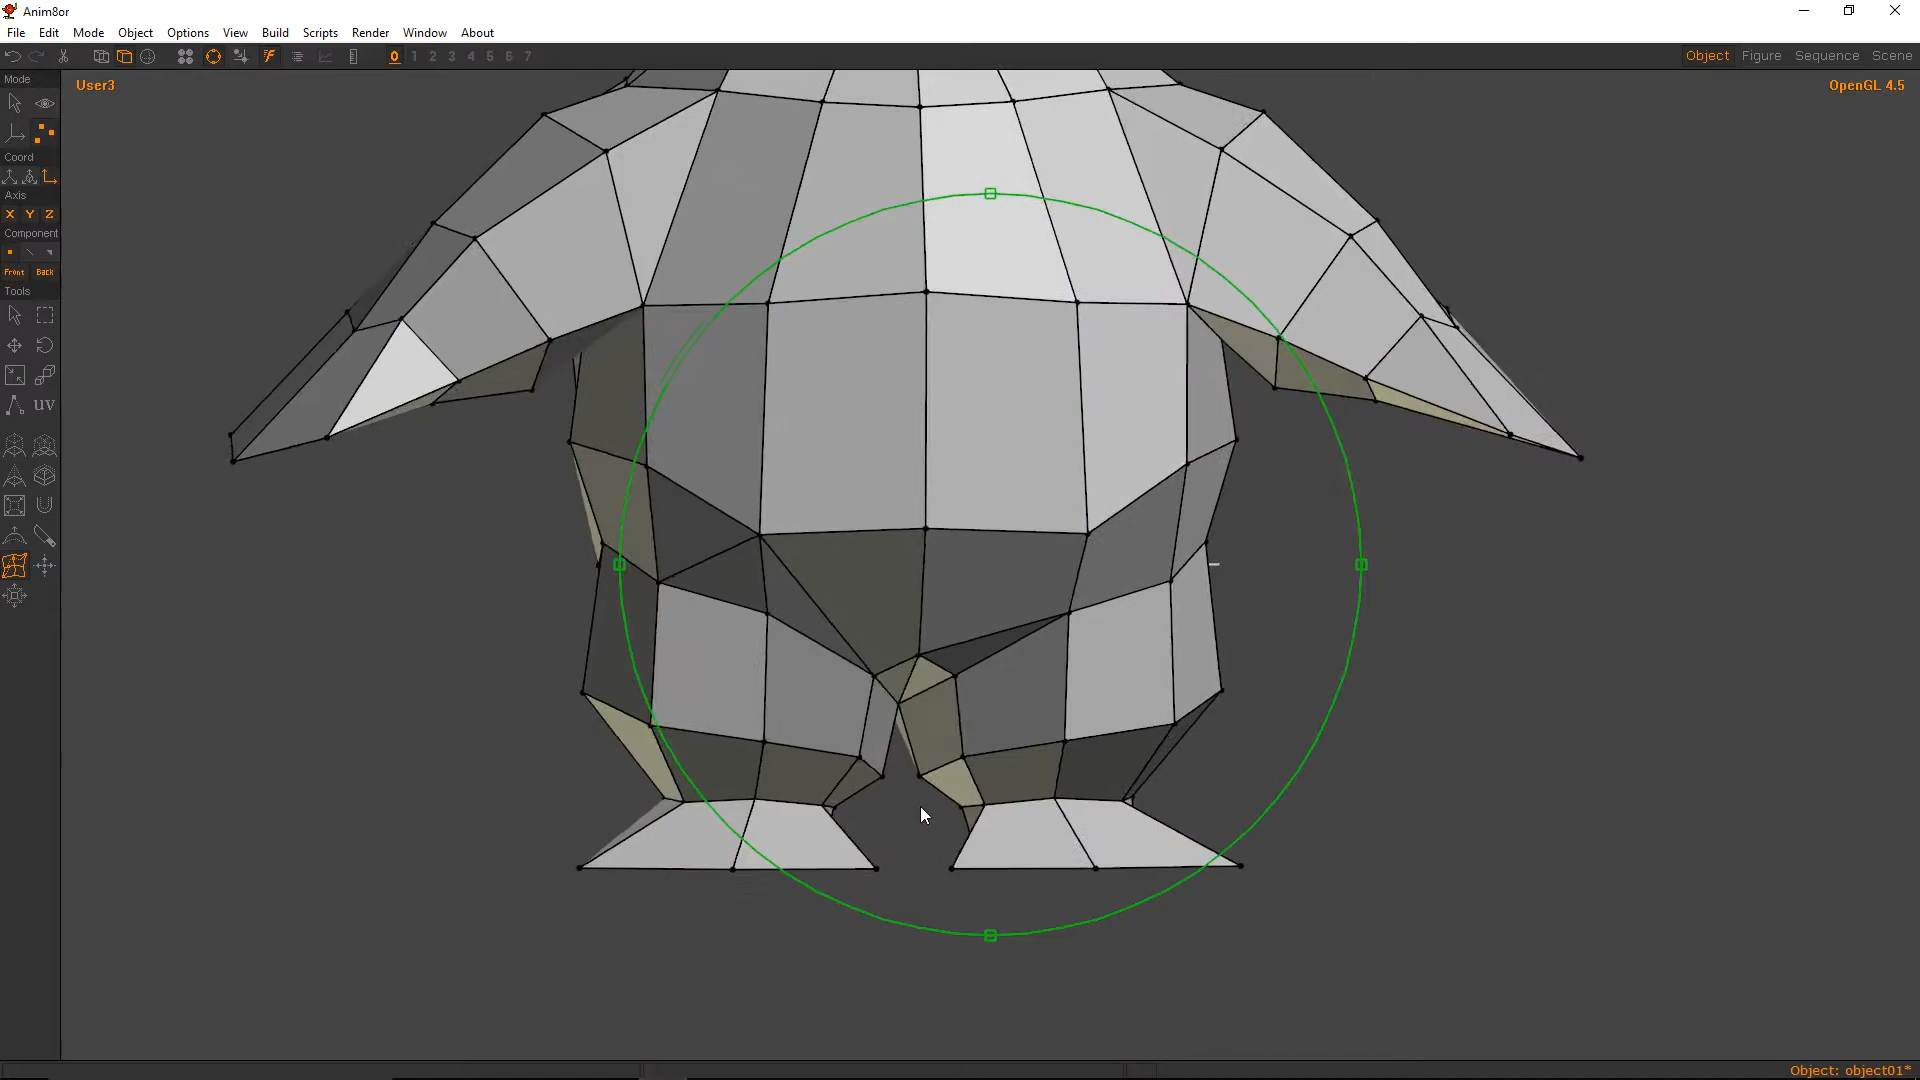 Anim8or
File Edit Mode Object Options View Build Scripts Render Window About
0 1 2 3 4 5 6 7 Object Figure Sequence Scene
Mode
User3 OpenGL 4.5
Coord
Axis
X Y Z
Component
Front Back
Tools
UV
Object: object01*